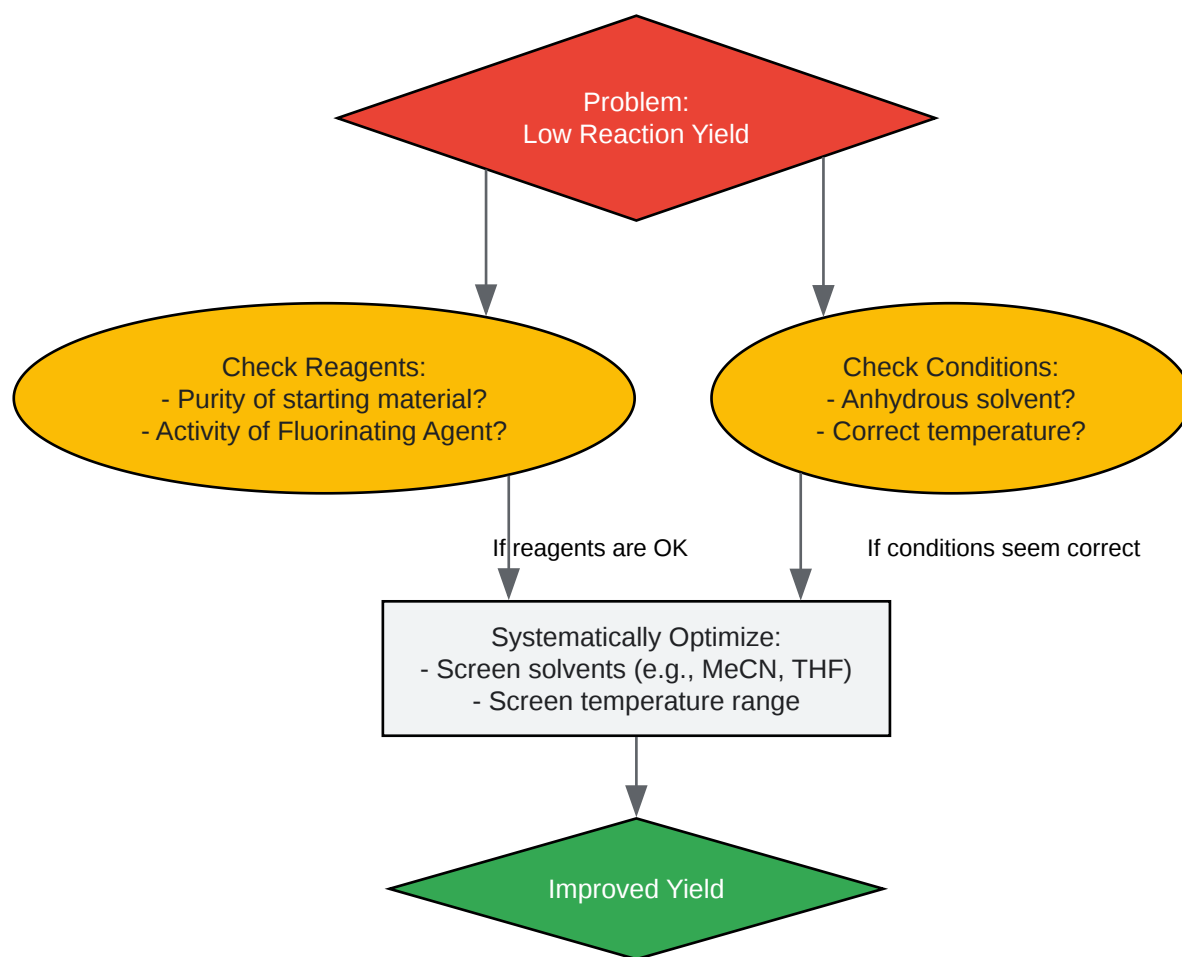 Problem:
Low Reaction Yield
Check Reagents:
- Purity of starting material?
- Activity of Fluorinating Agent?
Check Conditions:
- Anhydrous solvent?
- Correct temperature?
If reagents are OK
If conditions seem correct
Systematically Optimize:
- Screen solvents (e.g., MeCN, THF)
- Screen temperature range
Improved Yield